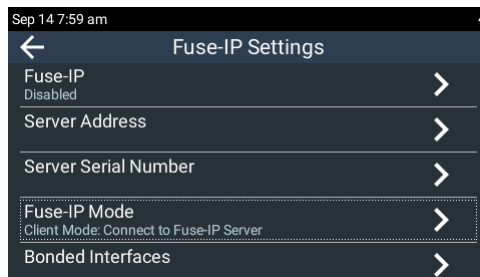 Sep 14 7:59 am
Fuse-IP Settings
Fuse-IP
Disabled
Server Address
Server Serial Number
Fuse-IP Mode
Client Mode: Connect to Fuse-IP Server
Bonded Interfaces